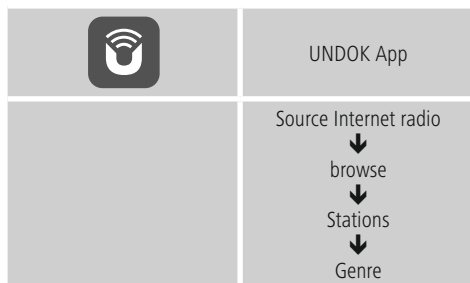 UNDOK App
Source Internet radio
🡻
browse
🡻
Stations
🡻
Genre